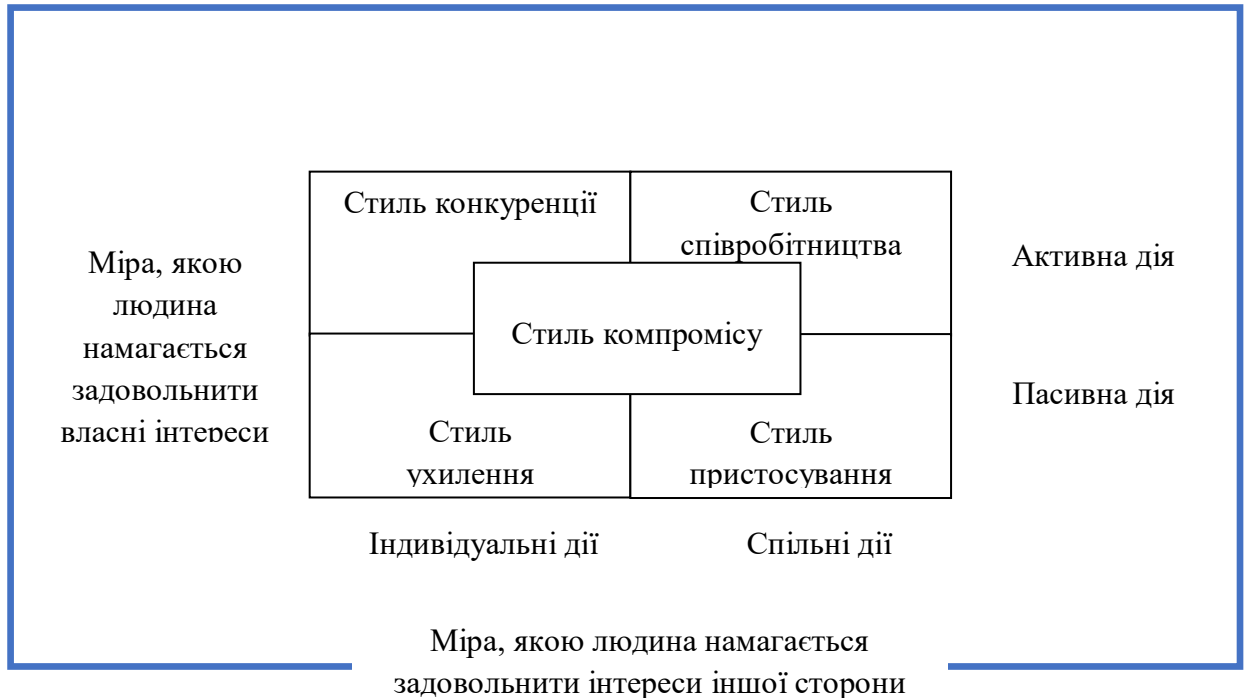 Стиль конкуренції
Стиль
співробітництва
Міра, якою
людина
намагається
задовольнити
власні інтереси
Активна дія
Стиль компромісу
Пасивна дія
Стиль
ухилення
Стиль
пристосування
Індивідуальні дії
Спільні дії
Міра, якою людина намагається
задовольнити інтереси іншої сторони